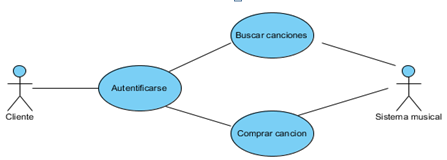 Buscar canciones
Autentificarse
Cliente
Sistema musical
Comprar cancion